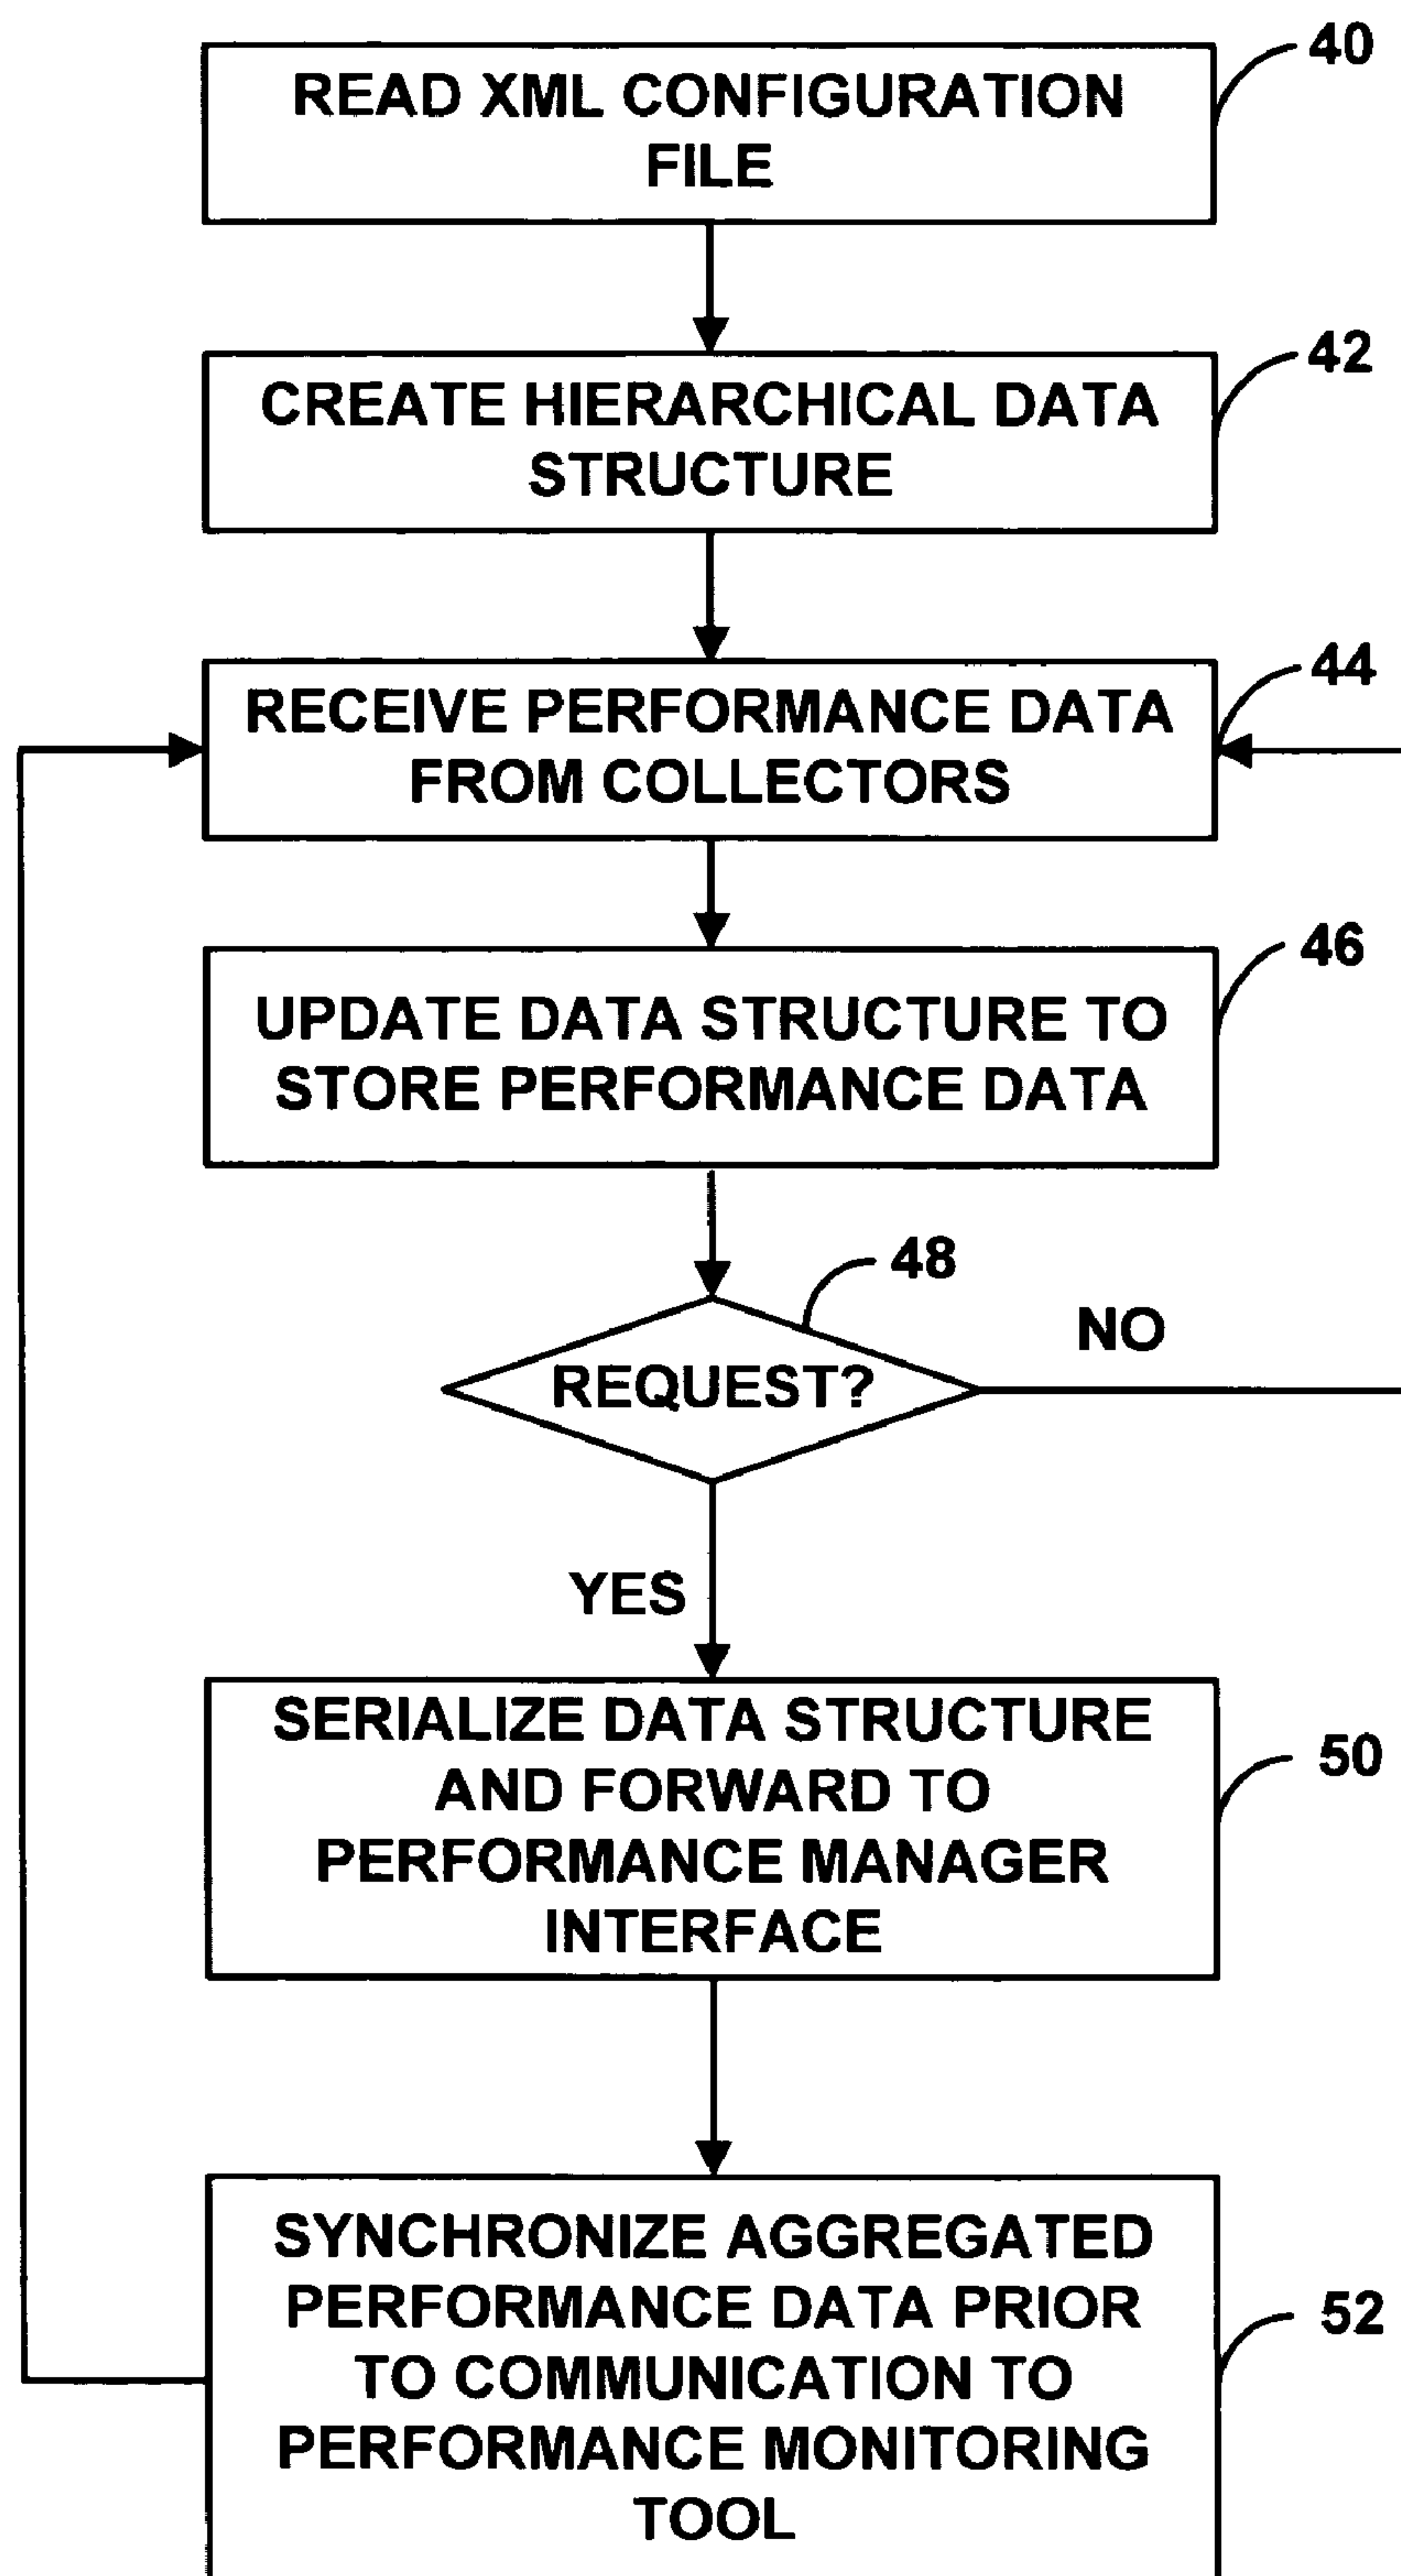 40
READ XML CONFIGURATION
FILE
42
CREATE HIERARCHICAL DATA
STRUCTURE
44
RECEIVE PERFORMANCE DATA
FROM COLLECTORS
46
UPDATE DATA STRUCTURE TO
STORE PERFORMANCE DATA
48
NO
REQUEST?
YES
SERIALIZE DATA STRUCTURE
50
AND FORWARD TO
PERFORMANCE MANAGER
INTERFACE
SYNCHRONIZE AGGREGATED
PERFORMANCE DATA PRIOR
52
TO COMMUNICATION TO
PERFORMANCE MONITORING
TOOL